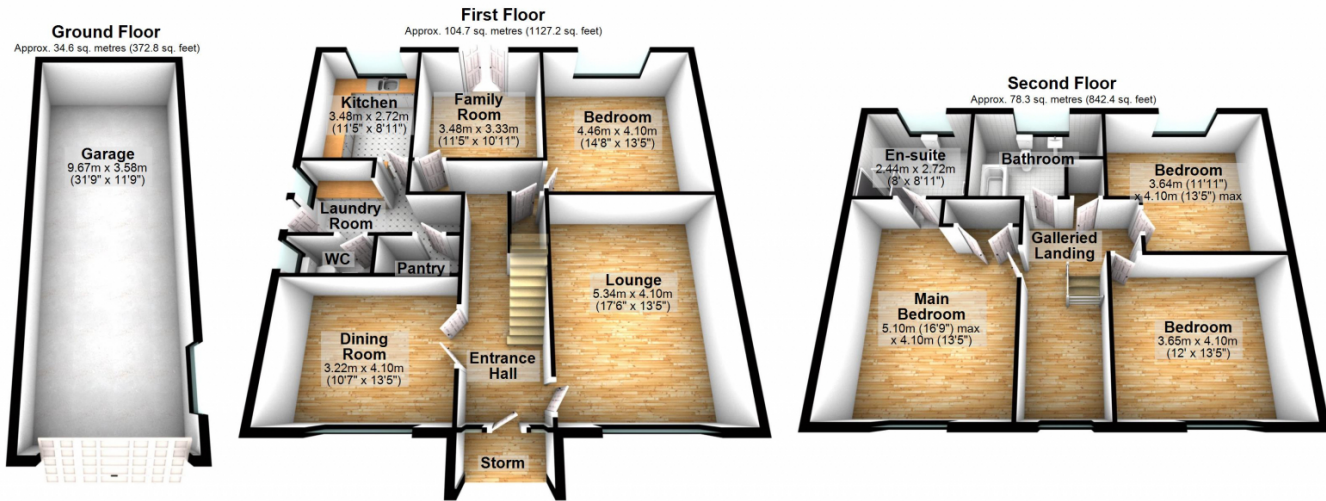 Ground Floor
Approx. 34.6 sq. metres (372.8 sq. feet)
Garage
9.67m x 3.58m
(31'9" x 11'9")
First Floor
Approx. 104.7 sq. metres (1127.2 sq. feet)
Kitchen
3.48m x 2.72m
(11'5" x 8'11")
Family
Room
3.48m x 3.33m
(11'5" x 10'11")
Bedroom
4.46m x 4.10m
(14'8" x 13'5")
Laundry
Room
WC
Pantry
Lounge
5.34m x 4.10m
(17'6" x 13'5")
Dining
Room
3.22m x 4.10m
(10'7" x 13'5")
Entrance
Hall
Storm
Second Floor
Approx. 78.3 sq. metres (842.4 sq. feet)
En-suite
2.44m x 2.72m
(8' x 8'11")
Bathroom
Bedroom
3.64m (11'11")
x 4.10m (13'5") max
Galleried
Landing
Main
Bedroom
5.10m (16'9") max
x 4.10m (13'5")
Bedroom
3.65m x 4.10m
(12' x 13'5")